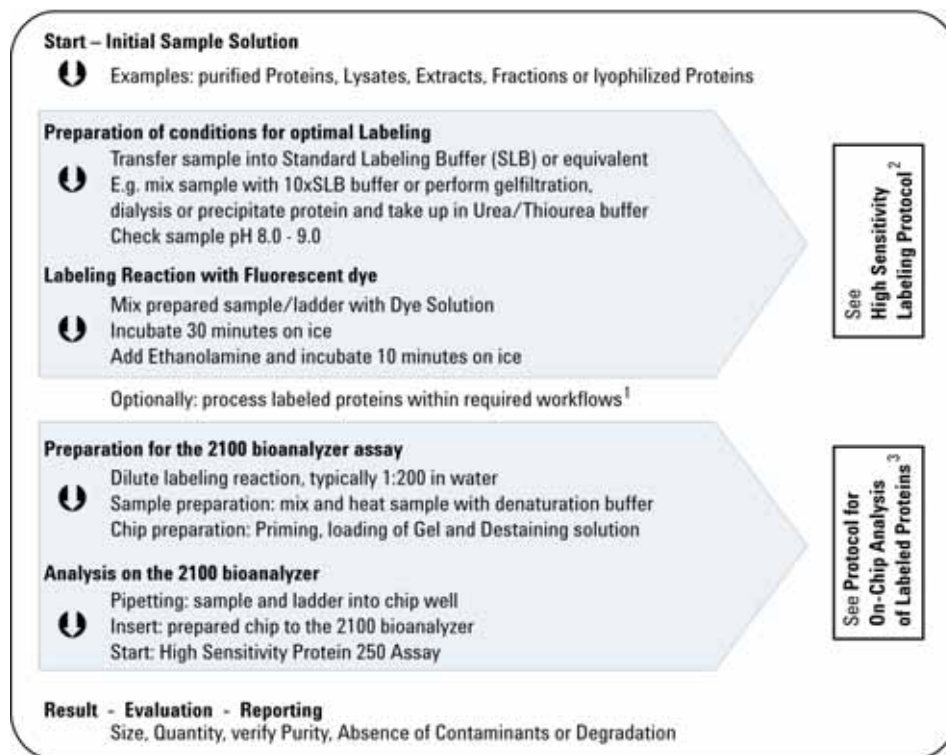 Start – Initial Sample Solution
Examples: purified Proteins, Lysates, Extracts, Fractions or lyophilized Proteins
Preparation of conditions for optimal Labeling
Transfer sample into Standard Labeling Buffer (SLB) or equivalent
E.g. mix sample with 10xSLB buffer or perform gelfiltration,
dialysis or precipitate protein and take up in Urea/Thiourea buffer
Check sample pH 8.0 - 9.0
Labeling Reaction with Fluorescent dye
Mix prepared sample/ladder with Dye Solution
Incubate 30 minutes on ice
Add Ethanolamine and incubate 10 minutes on ice
See
High Sensitivity
Labeling Protocol²
Optionally: process labeled proteins within required workflows¹
Preparation for the 2100 bioanalyzer assay
Dilute labeling reaction, typically 1:200 in water
Sample preparation: mix and heat sample with denaturation buffer
Chip preparation: Priming, loading of Gel and Destaining solution
Analysis on the 2100 bioanalyzer
Pipetting: sample and ladder into chip well
Insert: prepared chip to the 2100 bioanalyzer
Start: High Sensitivity Protein 250 Assay
See Protocol for
On-Chip Analysis
of Labeled Proteins³
Result - Evaluation - Reporting
Size, Quantity, verify Purity, Absence of Contaminants or Degradation